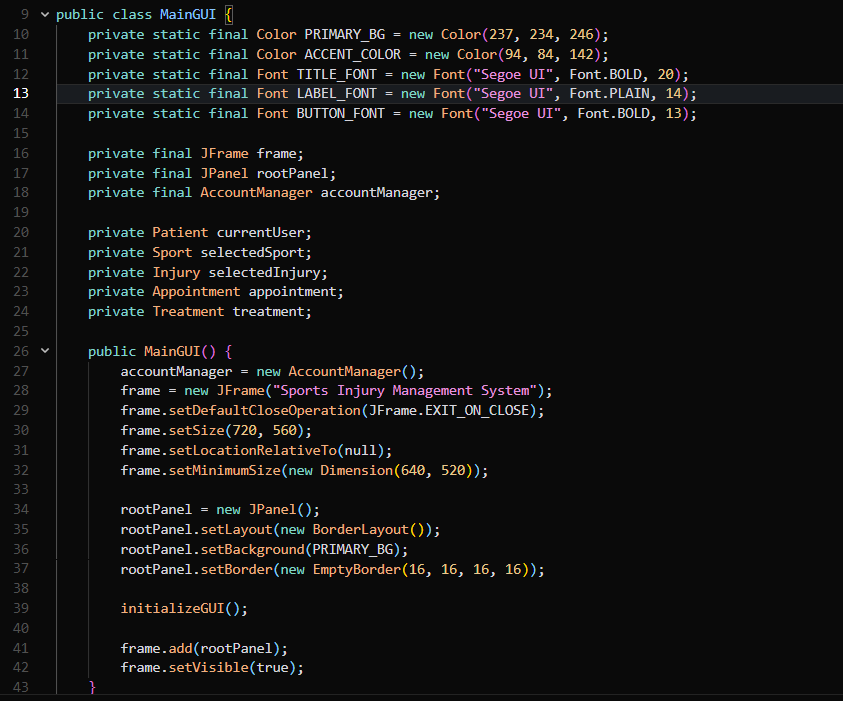 9 public class MainGUI {
10 private static final Color PRIMARY_BG = new Color(237, 234, 246);
11 private static final Color ACCENT_COLOR = new Color(94, 84, 142);
12 private static final Font TITLE_FONT = new Font("Segoe UI", Font.BOLD, 20);
13 private static final Font LABEL_FONT = new Font("Segoe UI", Font.PLAIN, 14);
14 private static final Font BUTTON_FONT = new Font("Segoe UI", Font.BOLD, 13);
15
16 private final JFrame frame;
17 private final JPanel rootPanel;
18 private final AccountManager accountManager;
19
20 private Patient currentUser;
21 private Sport selectedSport;
22 private Injury selectedInjury;
23 private Appointment appointment;
24 private Treatment treatment;
25
26 public MainGUI() {
27 accountManager = new AccountManager();
28 frame = new JFrame("Sports Injury Management System");
29 frame.setDefaultCloseOperation(JFrame.EXIT_ON_CLOSE);
30 frame.setSize(720, 560);
31 frame.setLocationRelativeTo(null);
32 frame.setMinimumSize(new Dimension(640, 520));
33
34 rootPanel = new JPanel();
35 rootPanel.setLayout(new BorderLayout());
36 rootPanel.setBackground(PRIMARY_BG);
37 rootPanel.setBorder(new EmptyBorder(16, 16, 16, 16));
38
39 initializeGUI();
40
41 frame.add(rootPanel);
42 frame.setVisible(true);
43 }